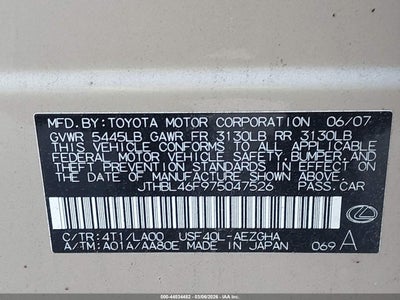 MFD.BY:TOYOTA MOTOR CORPORATION 06/07
GVWR 5445LB GAWR FR 3130LB RR 3130LB
THIS VEHICLE CONFORMS TO ALL APPLICABLE
FEDERAL MOTOR VEHICLE SAFETY,BUMPER,AND
THEFT PREVENTION STANDARDS IN EFFECT ON
THE DATE OF MANUFACTURE SHOWN ABOVE.
JTHBL46F975047526 PASS.CAR
C/TR:4T1/LA00 USF40L-AEZGHA
A/TM:A01A/AA80E MADE IN JAPAN 069 A